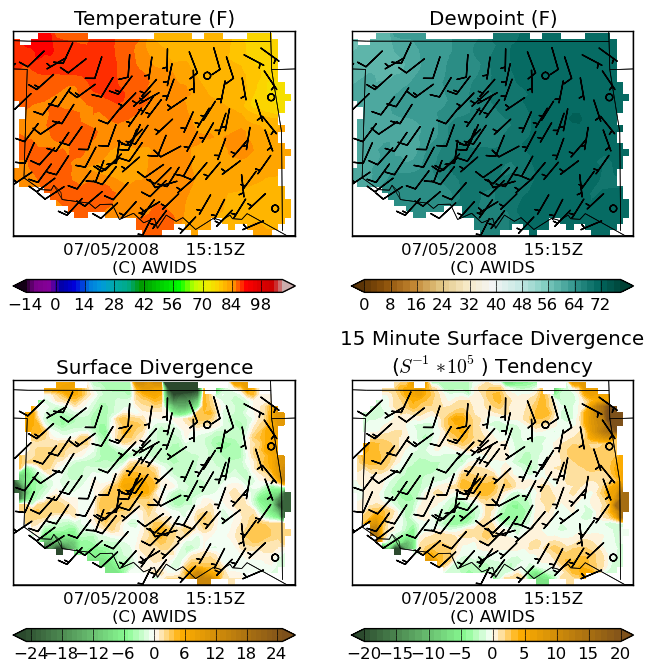 Temperature (F)
Dewpoint (F)
07/05/2008 15:15Z
(C) AWIDS
−14 0 14 28 42 56 70 84 98
07/05/2008 15:15Z
(C) AWIDS
0 8 16 24 32 40 48 56 64 72
Surface Divergence
15 Minute Surface Divergence
(S⁻¹ *10⁵ ) Tendency
07/05/2008 15:15Z
(C) AWIDS
−24−18−12 −6 0 6 12 18 24
07/05/2008 15:15Z
(C) AWIDS
−20−15−10 −5 0 5 10 15 20